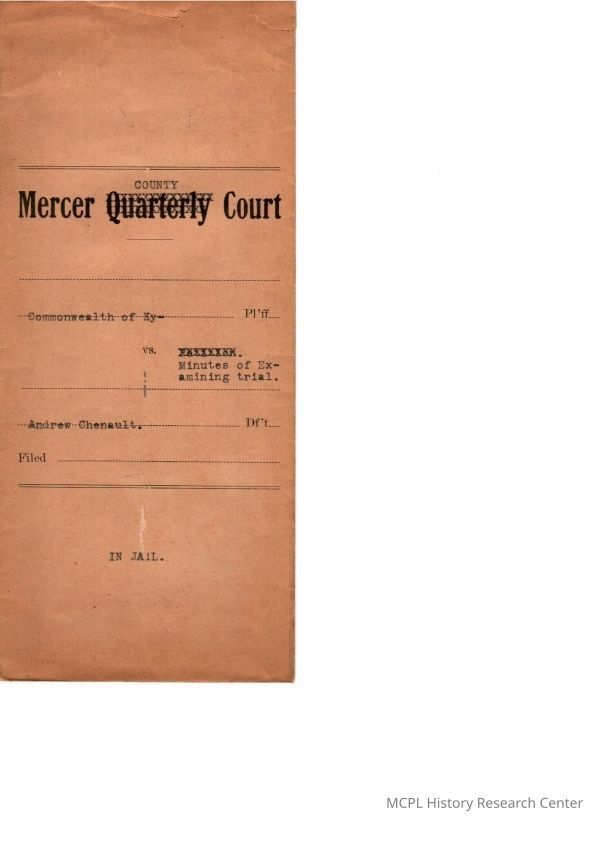 COUNTY
Mercer Quarterly Court
Commonwealth of Ky- Pl'ff
vs.
Minutes of Ex-
amining trial.
Andrew Chenault. Df't
Filed
IN JAIL.
MCPL History Research Center